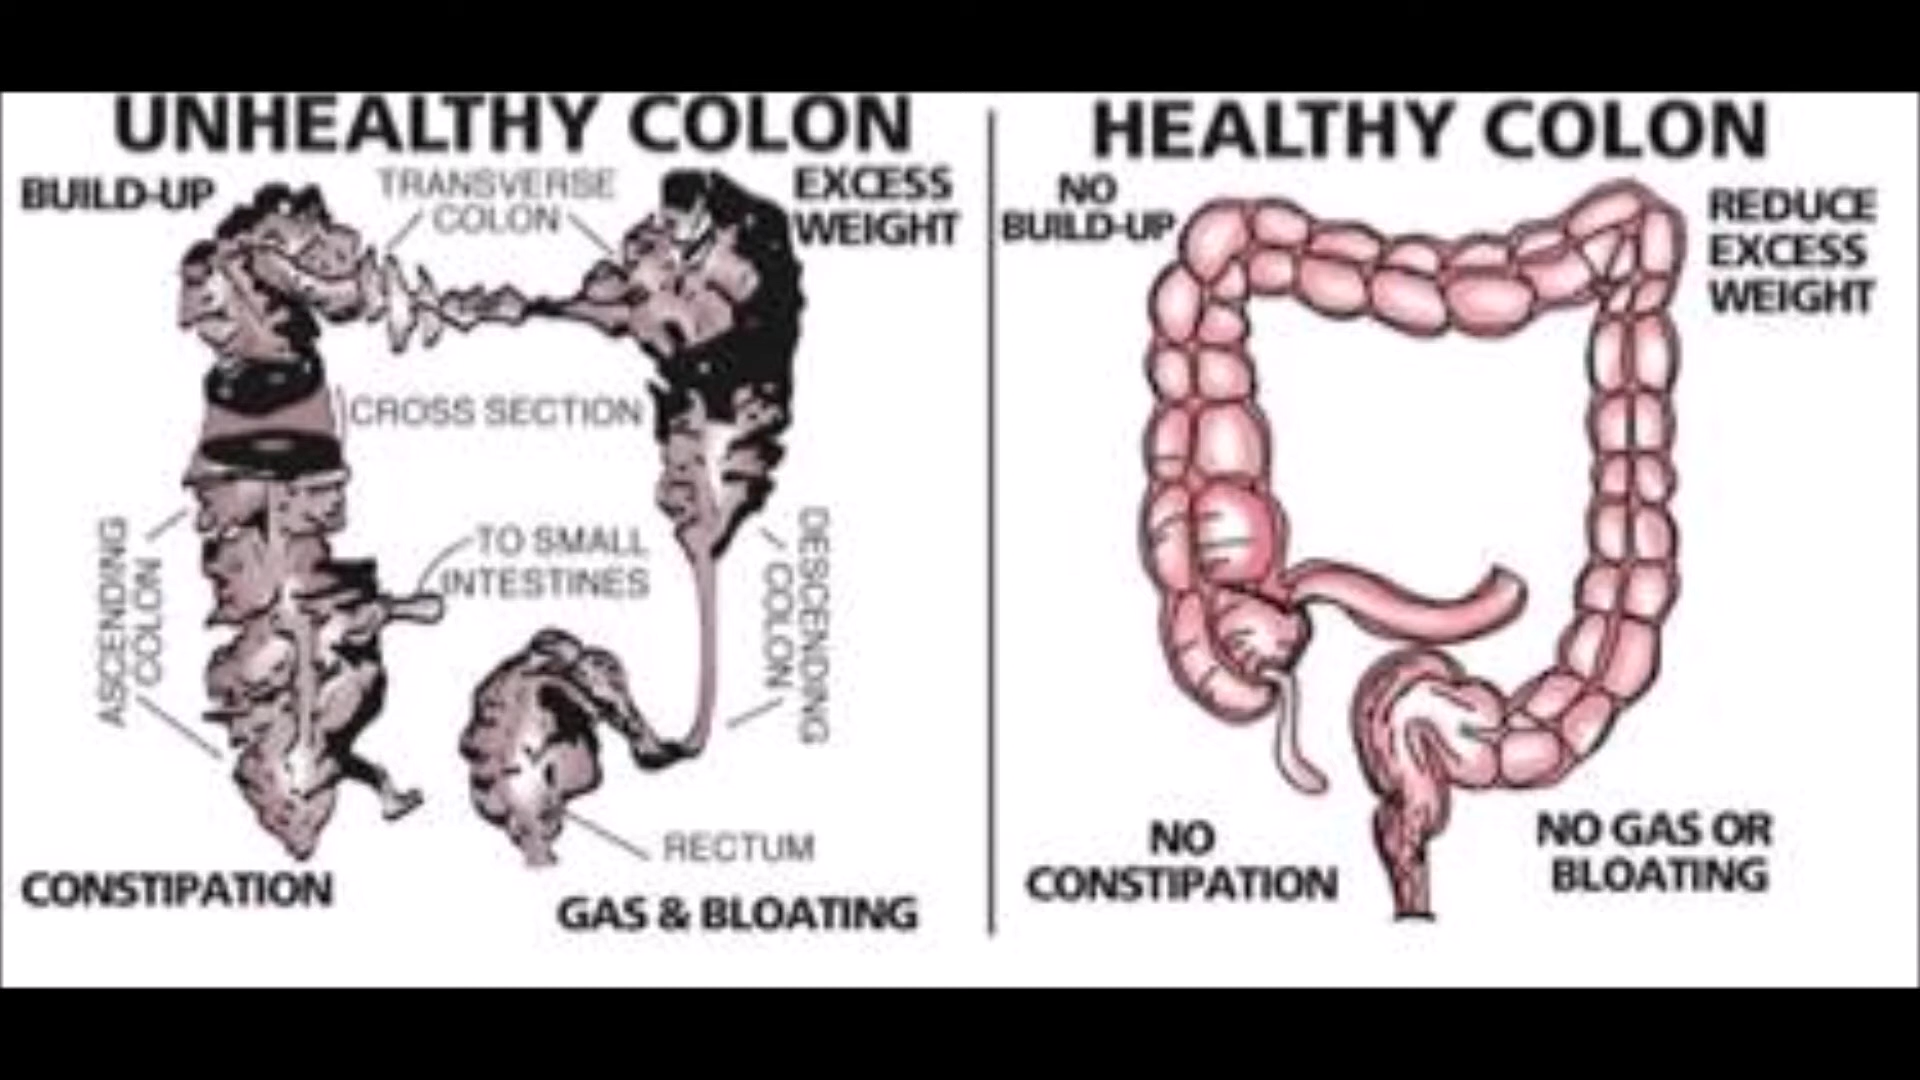 UNHEALTHY COLON
BUILD-UP
TRANSVERSE
COLON
EXCESS
WEIGHT
CROSS SECTION
ASCENDING
COLON
TO SMALL
INTESTINES
DESCENDING
COLON
RECTUM
CONSTIPATION
GAS & BLOATING
HEALTHY COLON
NO
BUILD-UP
REDUCE
EXCESS
WEIGHT
NO
CONSTIPATION
NO GAS OR
BLOATING